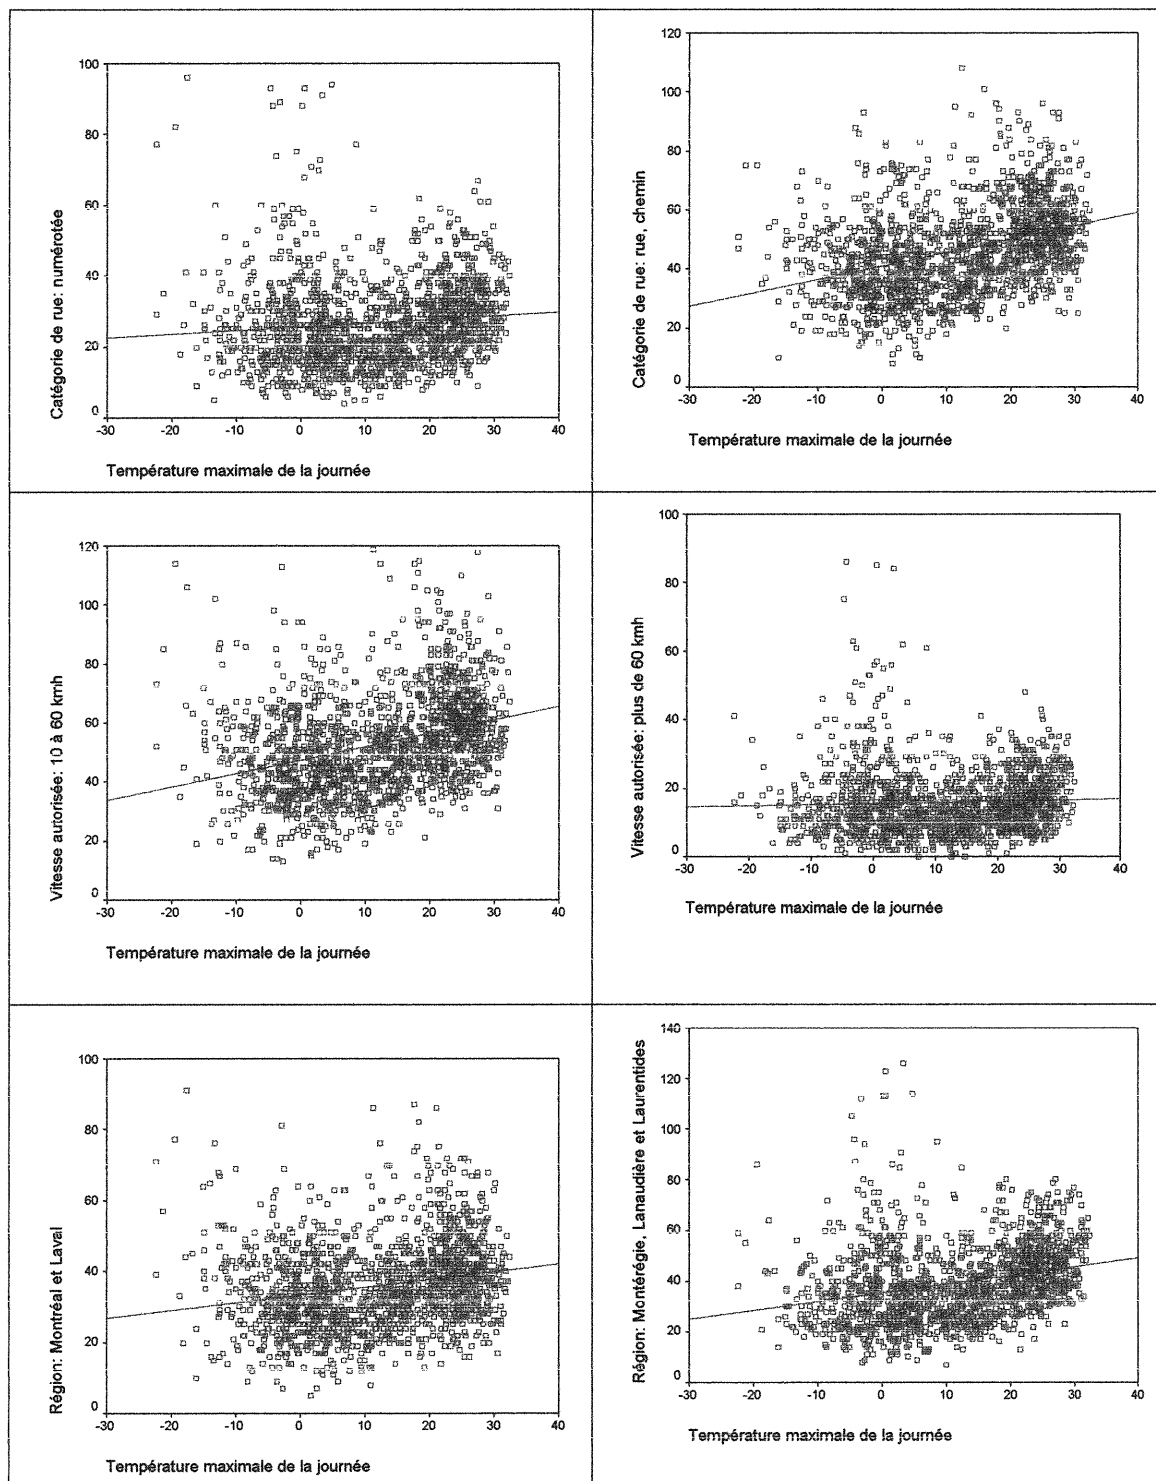 Catégorie de rue: numérotée
100
80
60
40
20
0
-30 -20 -10 0 10 20 30 40
Température maximale de la journée
Catégorie de rue: rue, chemin
120
100
80
60
40
20
0
-30 -20 -10 0 10 20 30 40
Température maximale de la journée
Vitesse autorisée: 10 à 60 kmh
120
100
80
60
40
20
0
-30 -20 -10 0 10 20 30 40
Température maximale de la journée
Vitesse autorisée: plus de 60 kmh
100
80
60
40
20
0
-30 -20 -10 0 10 20 30 40
Température maximale de la journée
Région: Montréal et Laval
100
80
60
40
20
0
-30 -20 -10 0 10 20 30 40
Température maximale de la journée
Région: Montérégie, Lanaudière et Laurentides
140
120
100
80
60
40
20
0
-30 -20 -10 0 10 20 30 40
Température maximale de la journée